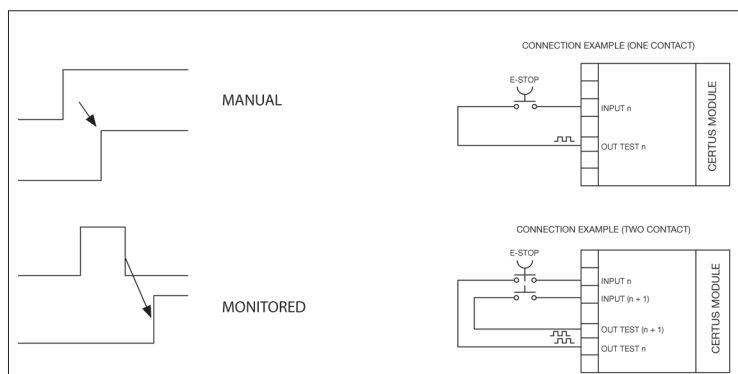 MANUAL
MONITORED
CONNECTION EXAMPLE (ONE CONTACT)
E-STOP
INPUT n
OUT TEST n
CERTUS MODULE
CONNECTION EXAMPLE (TWO CONTACT)
E-STOP
INPUT n
INPUT (n + 1)
OUT TEST (n + 1)
OUT TEST n
CERTUS MODULE